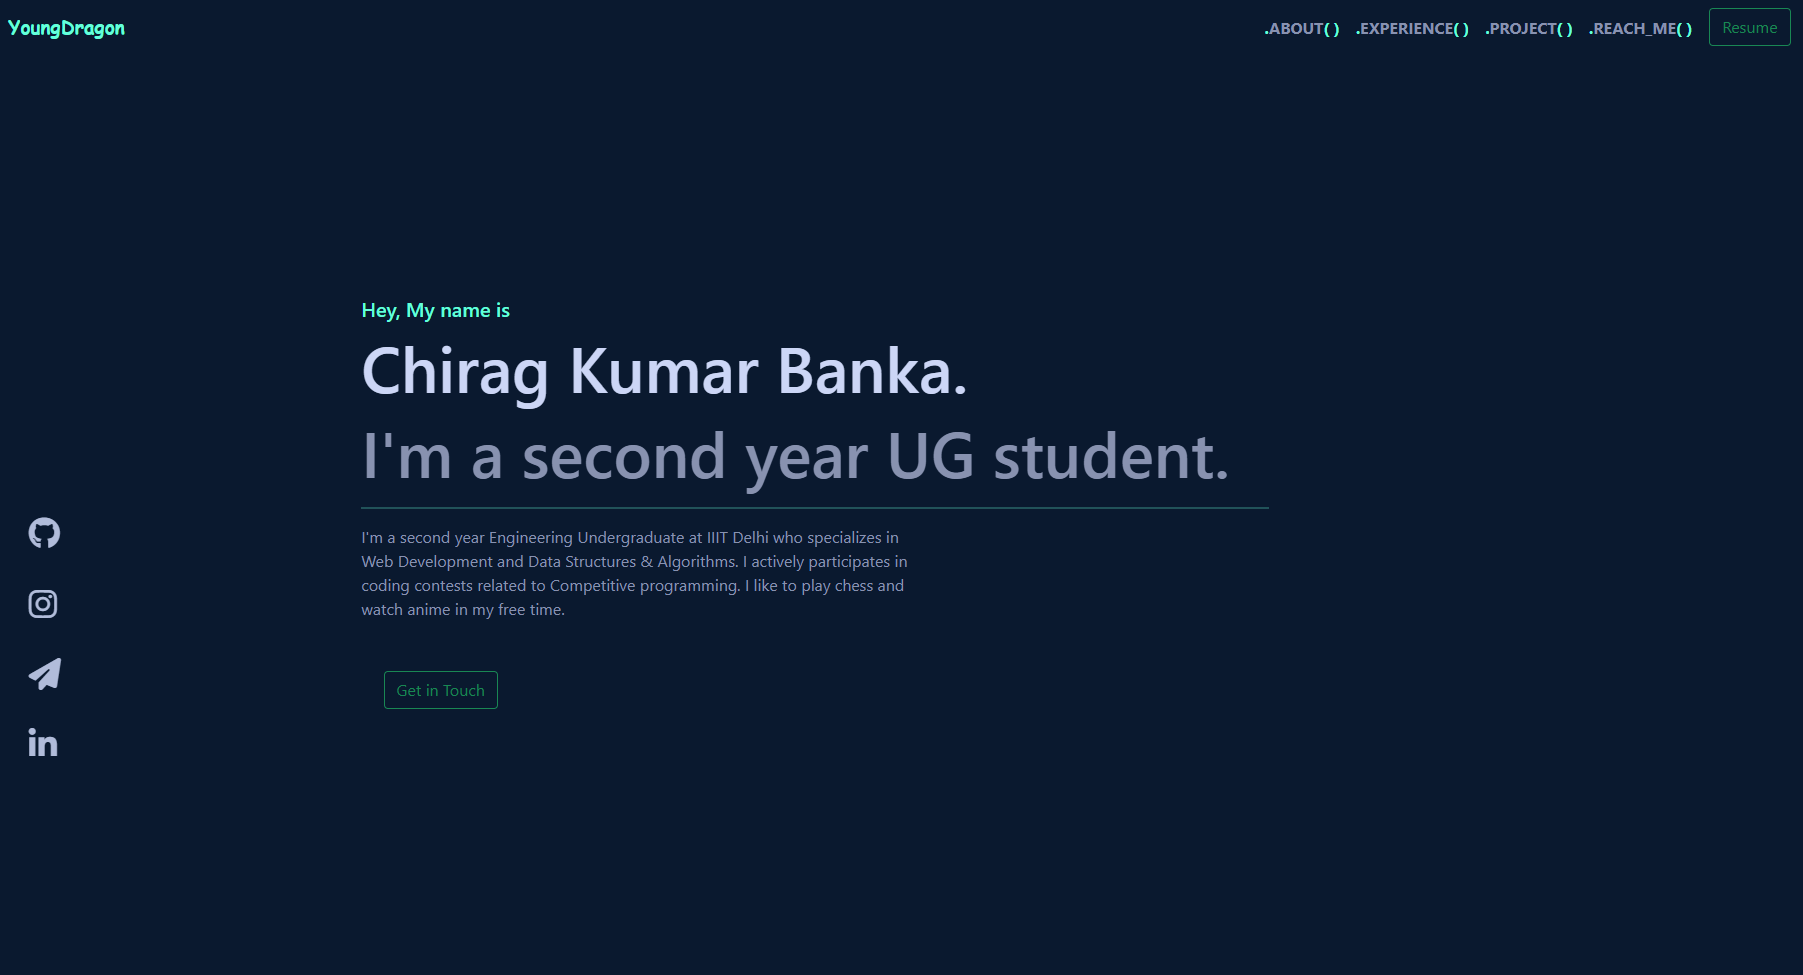 YoungDragon
.ABOUT( ) .EXPERIENCE( ) .PROJECT( ) .REACH_ME( ) Resume
Hey, My name is
Chirag Kumar Banka.
I'm a second year UG student.
I'm a second year Engineering Undergraduate at IIIT Delhi who specializes in
Web Development and Data Structures & Algorithms. I actively participates in
coding contests related to Competitive programming. I like to play chess and
watch anime in my free time.
Get in Touch